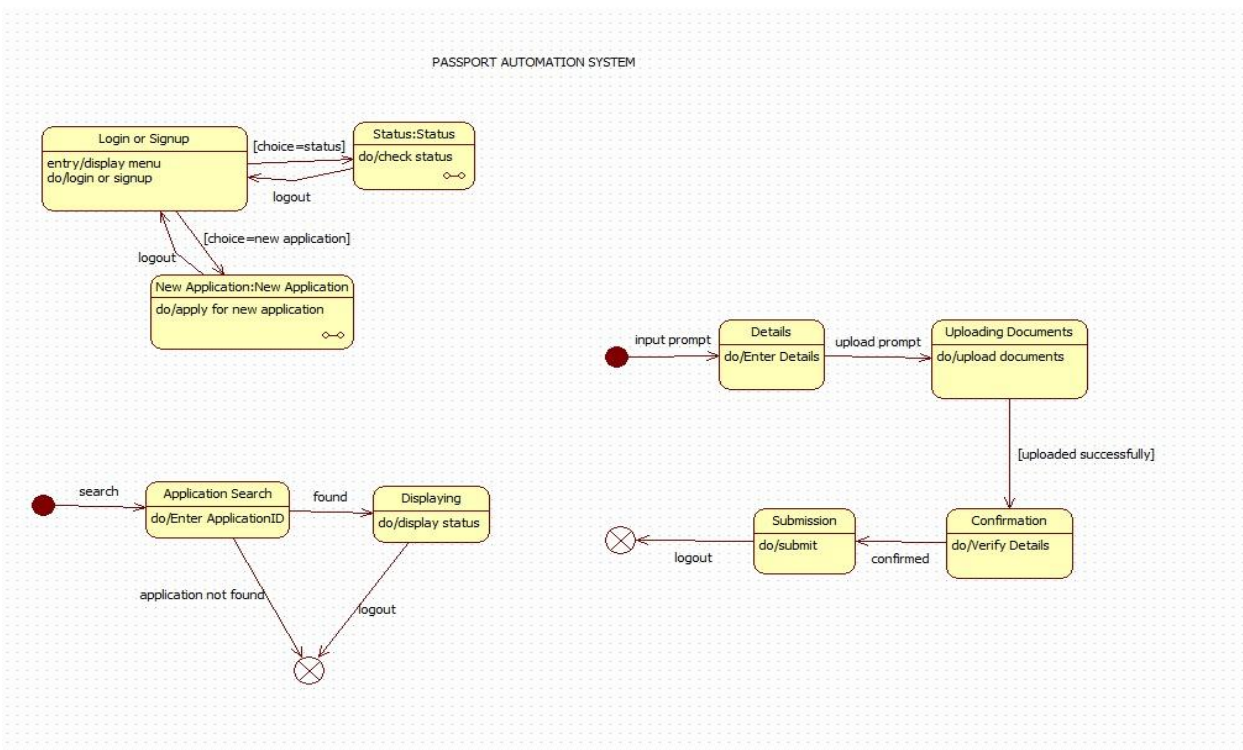 PASSPORT AUTOMATION SYSTEM
Login or Signup
entry/display menu
do/login or signup
[choice=status]
logout
Status:Status
do/check status
[choice=new application]
logout
New Application:New Application
do/apply for new application
input prompt
Details
do/Enter Details
upload prompt
Uploading Documents
do/upload documents
[uploaded successfully]
Confirmation
do/Verify Details
confirmed
Submission
do/submit
logout
search
Application Search
do/Enter ApplicationID
found
Displaying
do/display status
application not found
logout